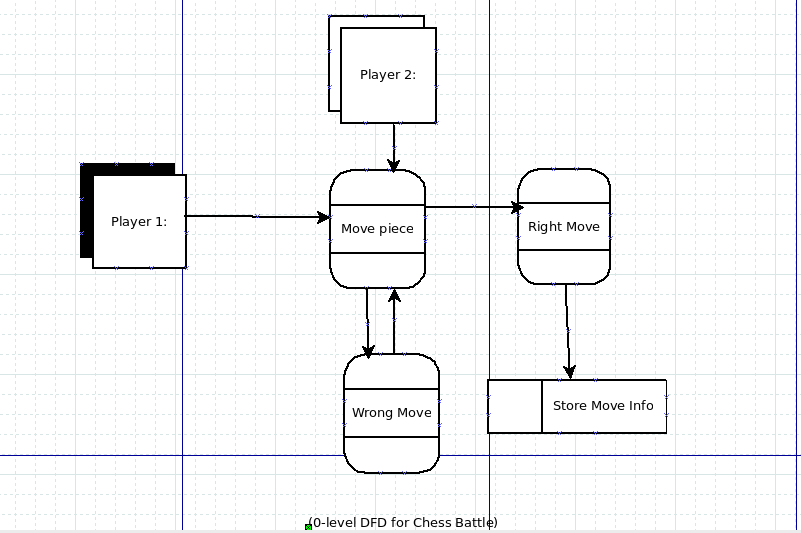 Player 2:
Player 1:
Move piece
Right Move
Wrong Move
Store Move Info
(0-level DFD for Chess Battle)